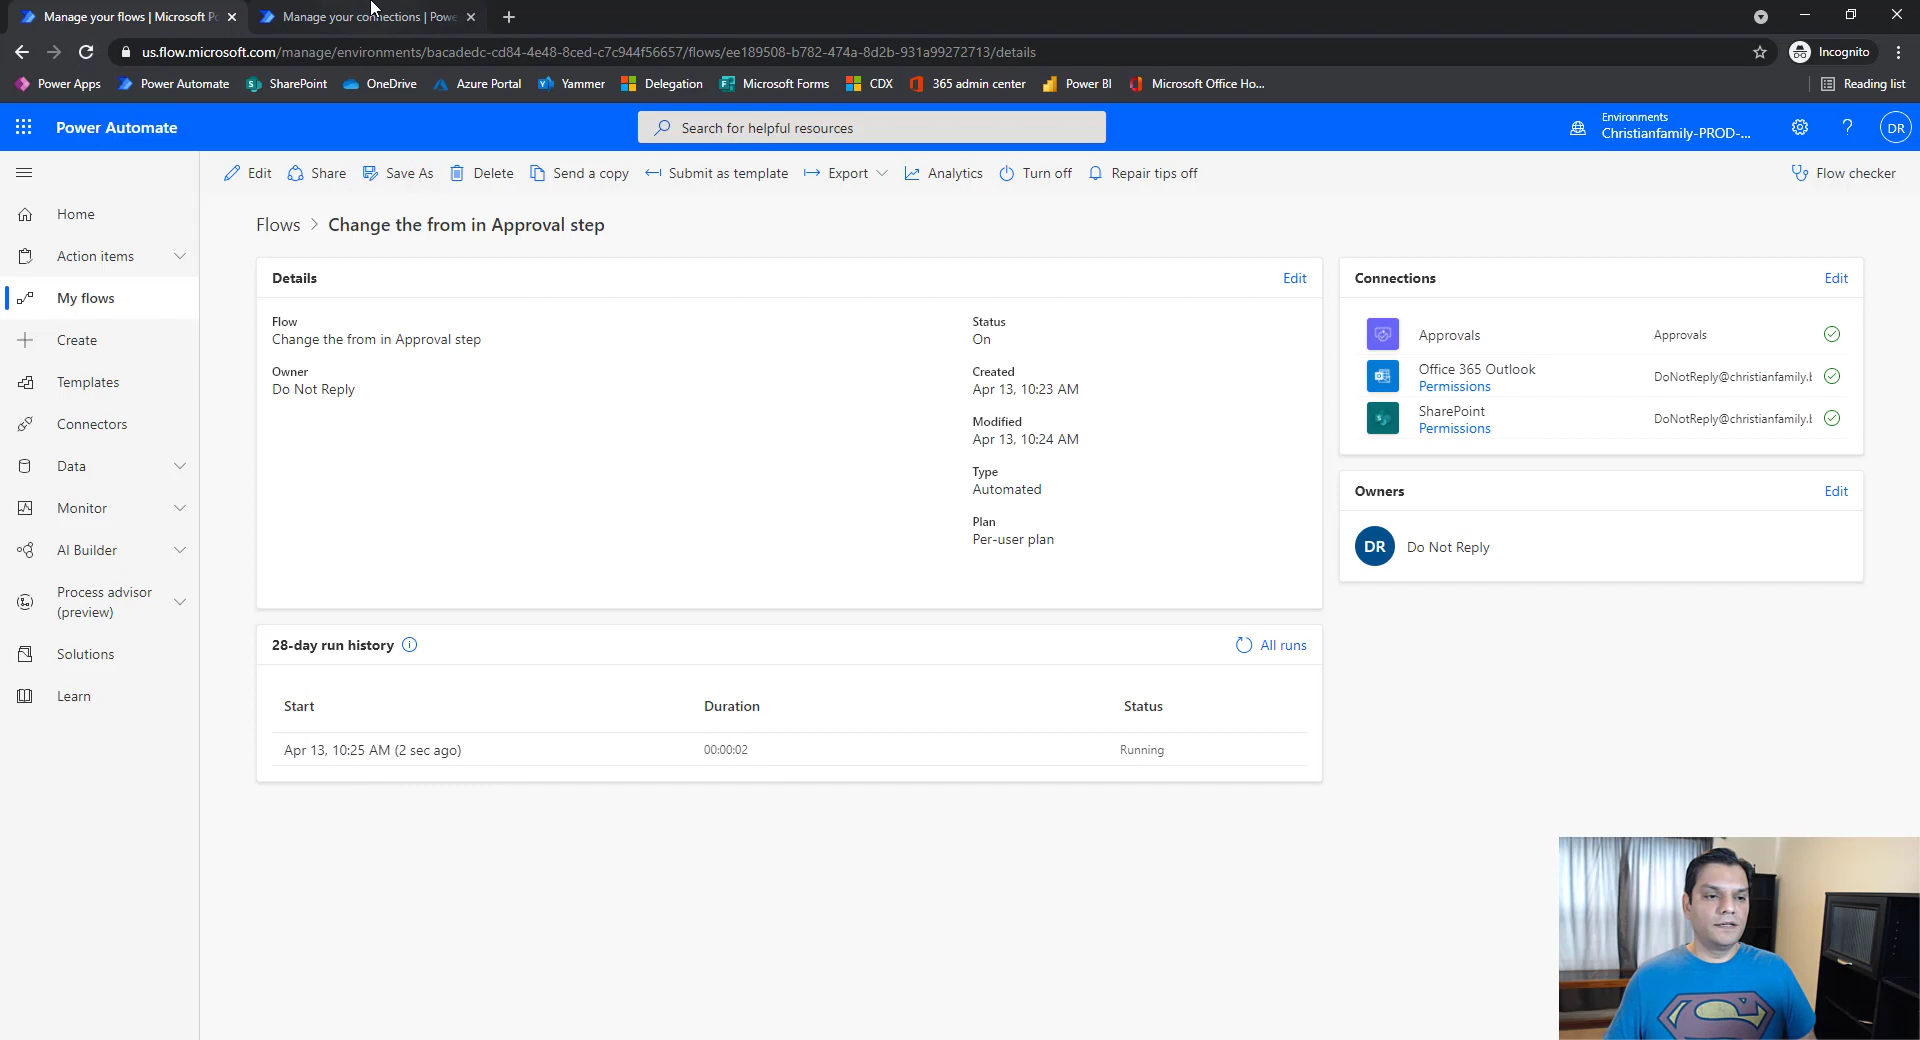 Manage your flows | Microsoft Po
Manage your connections | Powe
us.flow.microsoft.com/manage/environments/bacadedc-cd84-4e48-8ced-c7c944f56657/flows/ee189508-b782-474a-8d2b-931a99272713/details
Incognito
Power Apps
Power Automate
SharePoint
OneDrive
Azure Portal
Yammer
Delegation
Microsoft Forms
CDX
365 admin center
Power BI
Microsoft Office Ho...
Reading list
Power Automate
Search for helpful resources
Environments
Christianfamily-PROD-...
?
DR
Edit
Share
Save As
Delete
Send a copy
Submit as template
Export
Analytics
Turn off
Repair tips off
Flow checker
Home
Action items
My flows
Create
Templates
Connectors
Data
Monitor
AI Builder
Process advisor
(preview)
Solutions
Learn
Flows > Change the from in Approval step
Details
Edit
Flow
Change the from in Approval step
Owner
Do Not Reply
Status
On
Created
Apr 13, 10:23 AM
Modified
Apr 13, 10:24 AM
Type
Automated
Plan
Per-user plan
Connections
Edit
Approvals
Approvals
Office 365 Outlook
Permissions
DoNotReply@christianfamily.b
SharePoint
Permissions
DoNotReply@christianfamily.b
Owners
Edit
DR
Do Not Reply
28-day run history
All runs
Start
Duration
Status
Apr 13, 10:25 AM (2 sec ago)
00:00:02
Running